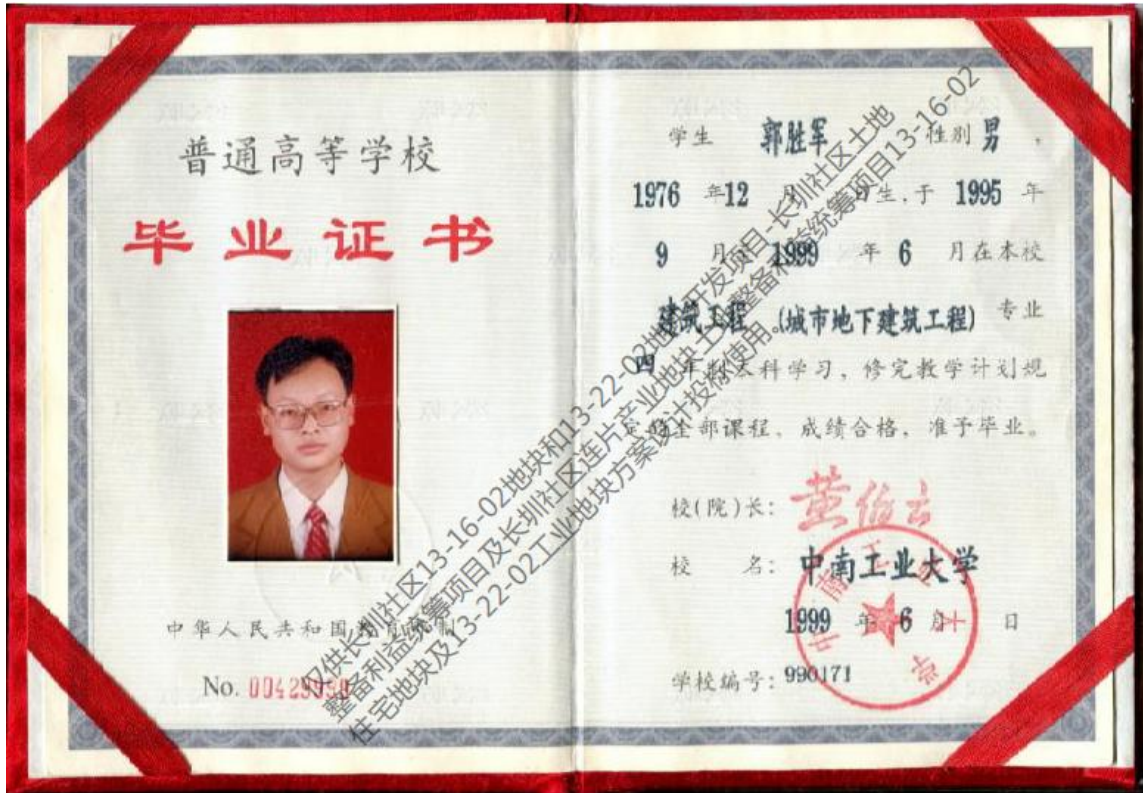 普通高等学校
毕业证书
中华人民共和国教育部制
No. 00429950
学生 郭胜军 性别 男 ,
1976 年 12 月 日生,于 1995 年
9 月 1999 年 6 月在本校
建筑工程 (城市地下建筑工程) 专业
四 年制本科学习,修完教学计划规
定的全部课程,成绩合格,准予毕业。
校(院)长: 黄伯云
校 名: 中南工业大学
1999 年 6 月 日
学校编号: 990171
中南工业大学
仅供长圳社区13-16-02地块和13-22-02地块开发项目-长圳社区土地
整备利益统筹项目及长圳社区连片产业地块土地整备利益统筹项目13-16-02
住宅地块及13-22-02工业地块方案设计投标使用。